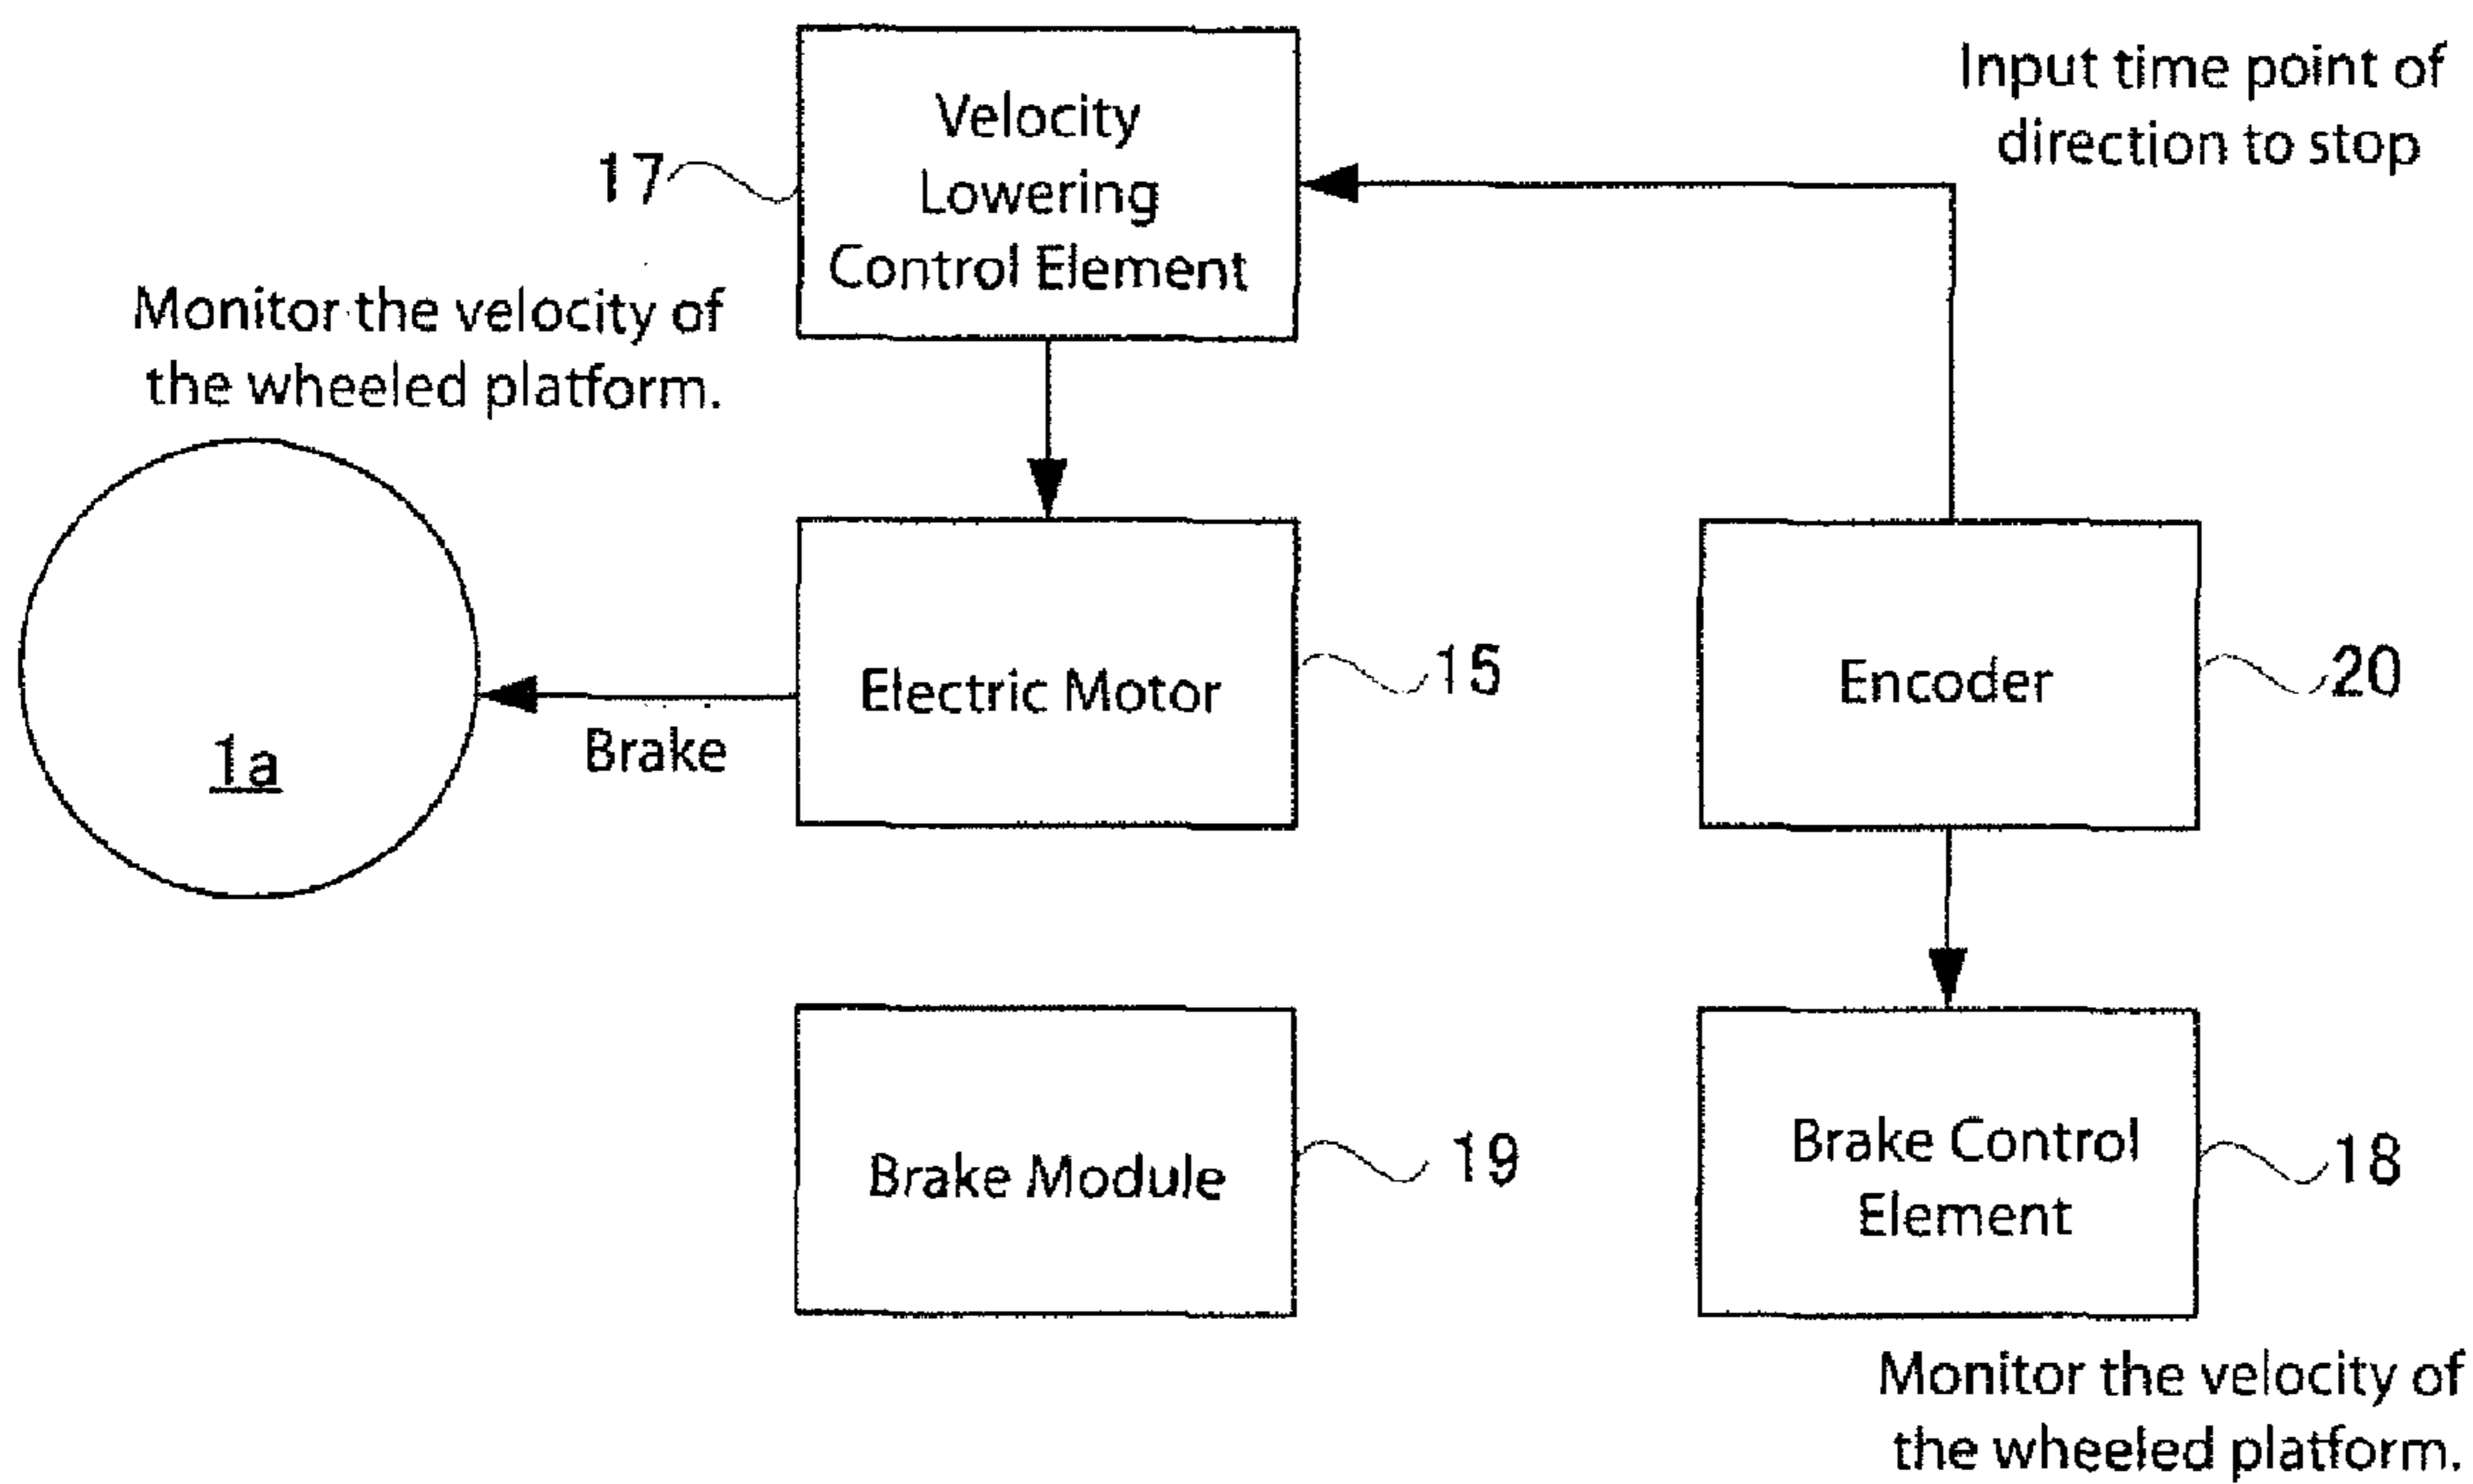 Velocity
Lowering
Control Element
17
Input time point of
direction to stop
Monitor the velocity of
the wheeled platform.
1a
Brake
Electric Motor
15
Encoder
20
Brake Module
19
Brake Control
Element
18
Monitor the velocity of
the wheeled platform.